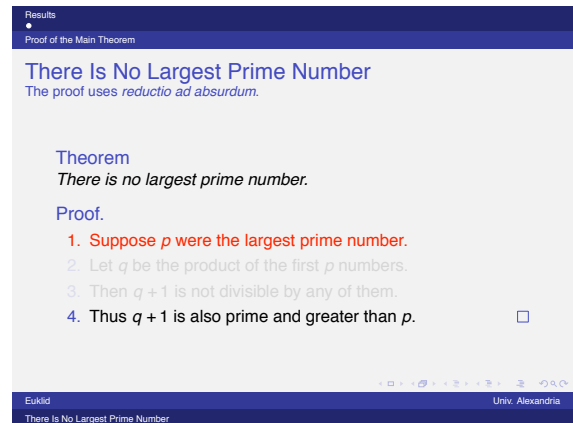 Results
Proof of the Main Theorem
There Is No Largest Prime Number
The proof uses reductio ad absurdum.
Theorem
There is no largest prime number.
Proof.
1. Suppose p were the largest prime number.
2. Let q be the product of the first p numbers.
3. Then q + 1 is not divisible by any of them.
4. Thus q + 1 is also prime and greater than p.
Euklid Univ. Alexandria
There Is No Largest Prime Number